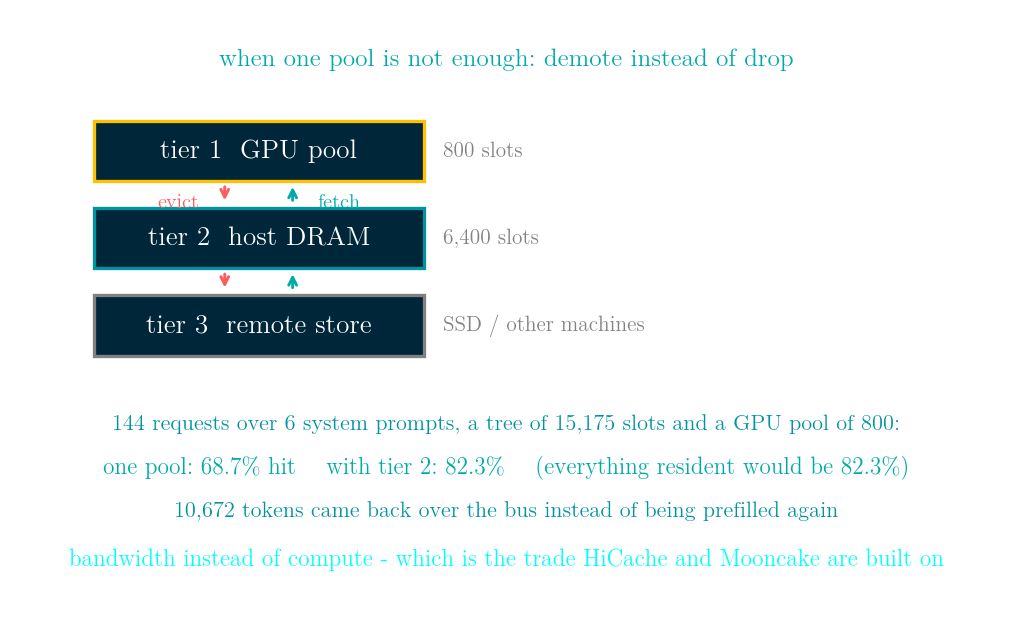 when one pool is not enough: demote instead of drop
tier 1 GPU pool
800 slots
evict
fetch
tier 2 host DRAM
6,400 slots
tier 3 remote store
SSD / other machines
144 requests over 6 system prompts, a tree of 15,175 slots and a GPU pool of 800:
one pool: 68.7% hit with tier 2: 82.3% (everything resident would be 82.3%)
10,672 tokens came back over the bus instead of being prefilled again
bandwidth instead of compute - which is the trade HiCache and Mooncake are built on